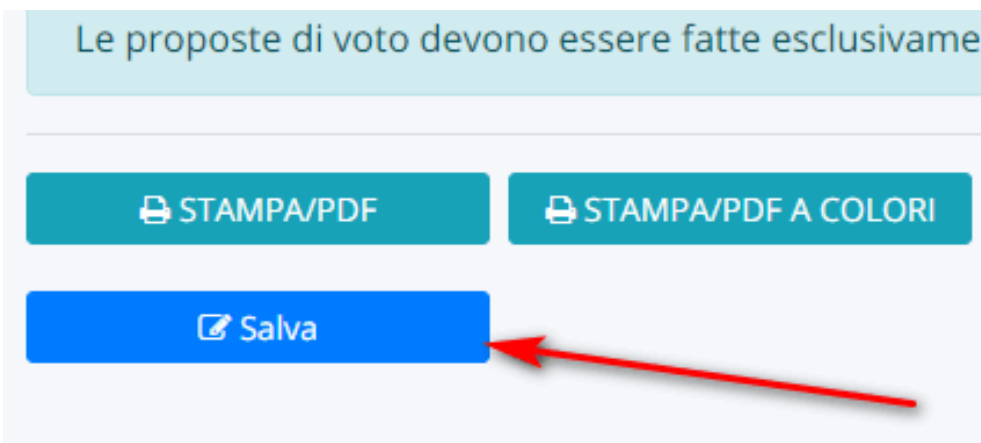 Le proposte di voto devono essere fatte esclusivame
STAMPA/PDF
STAMPA/PDF A COLORI
Salva